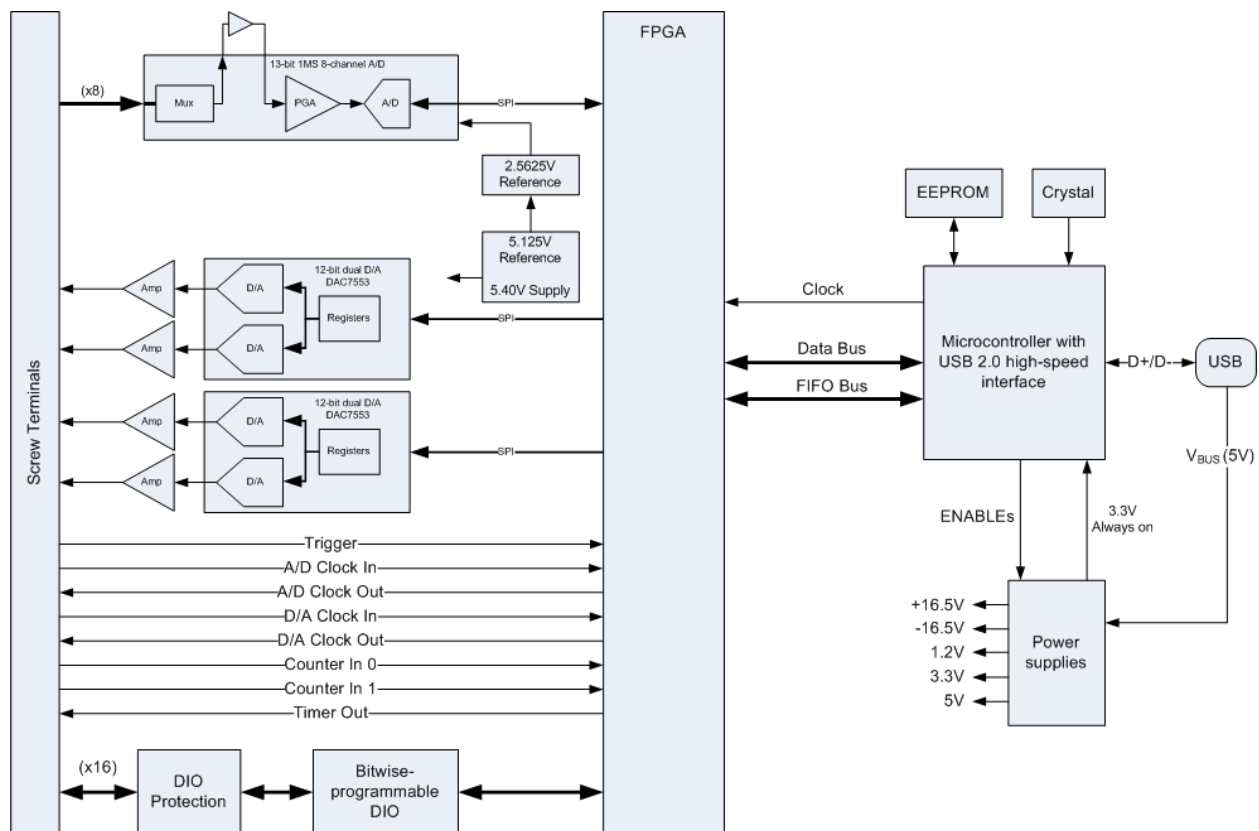 FPGA
Screw Terminals
13-bit 1MS 8-channel A/D
(x8)
Mux
PGA
A/D
SPI
2.5625V
Reference
5.125V
Reference
5.40V Supply
12-bit dual D/A
DAC7553
Amp
D/A
Registers
Amp
D/A
SPI
12-bit dual D/A
DAC7553
Amp
D/A
Registers
Amp
D/A
SPI
Trigger
A/D Clock In
A/D Clock Out
D/A Clock In
D/A Clock Out
Counter In 0
Counter In 1
Timer Out
(x16)
DIO
Protection
Bitwise-
programmable
DIO
EEPROM
Crystal
Clock
Data Bus
FIFO Bus
Microcontroller with
USB 2.0 high-speed
interface
D+/D-
USB
VBUS (5V)
ENABLEs
3.3V
Always on
+16.5V
-16.5V
1.2V
3.3V
5V
Power
supplies